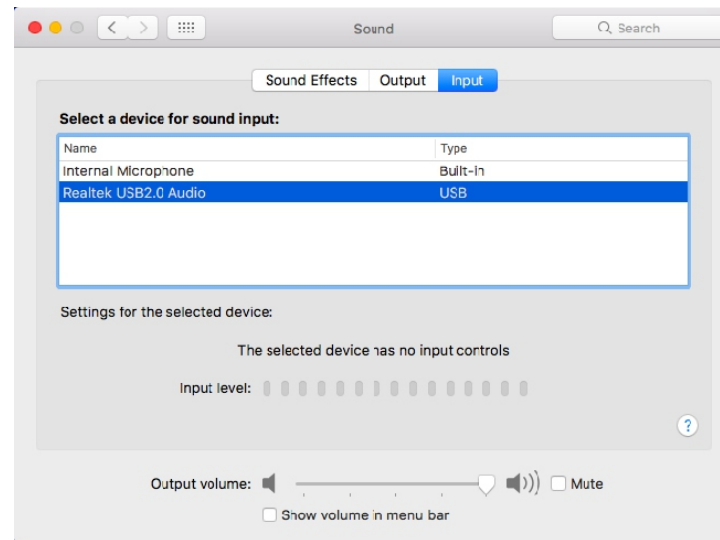 Sound
Search
Sound Effects Output Input
Select a device for sound input:
Name Type
Internal Microphone Built-in
Realtek USB2.0 Audio USB
Settings for the selected device:
The selected device has no input controls
Input level:
?
Output volume: Mute
Show volume in menu bar